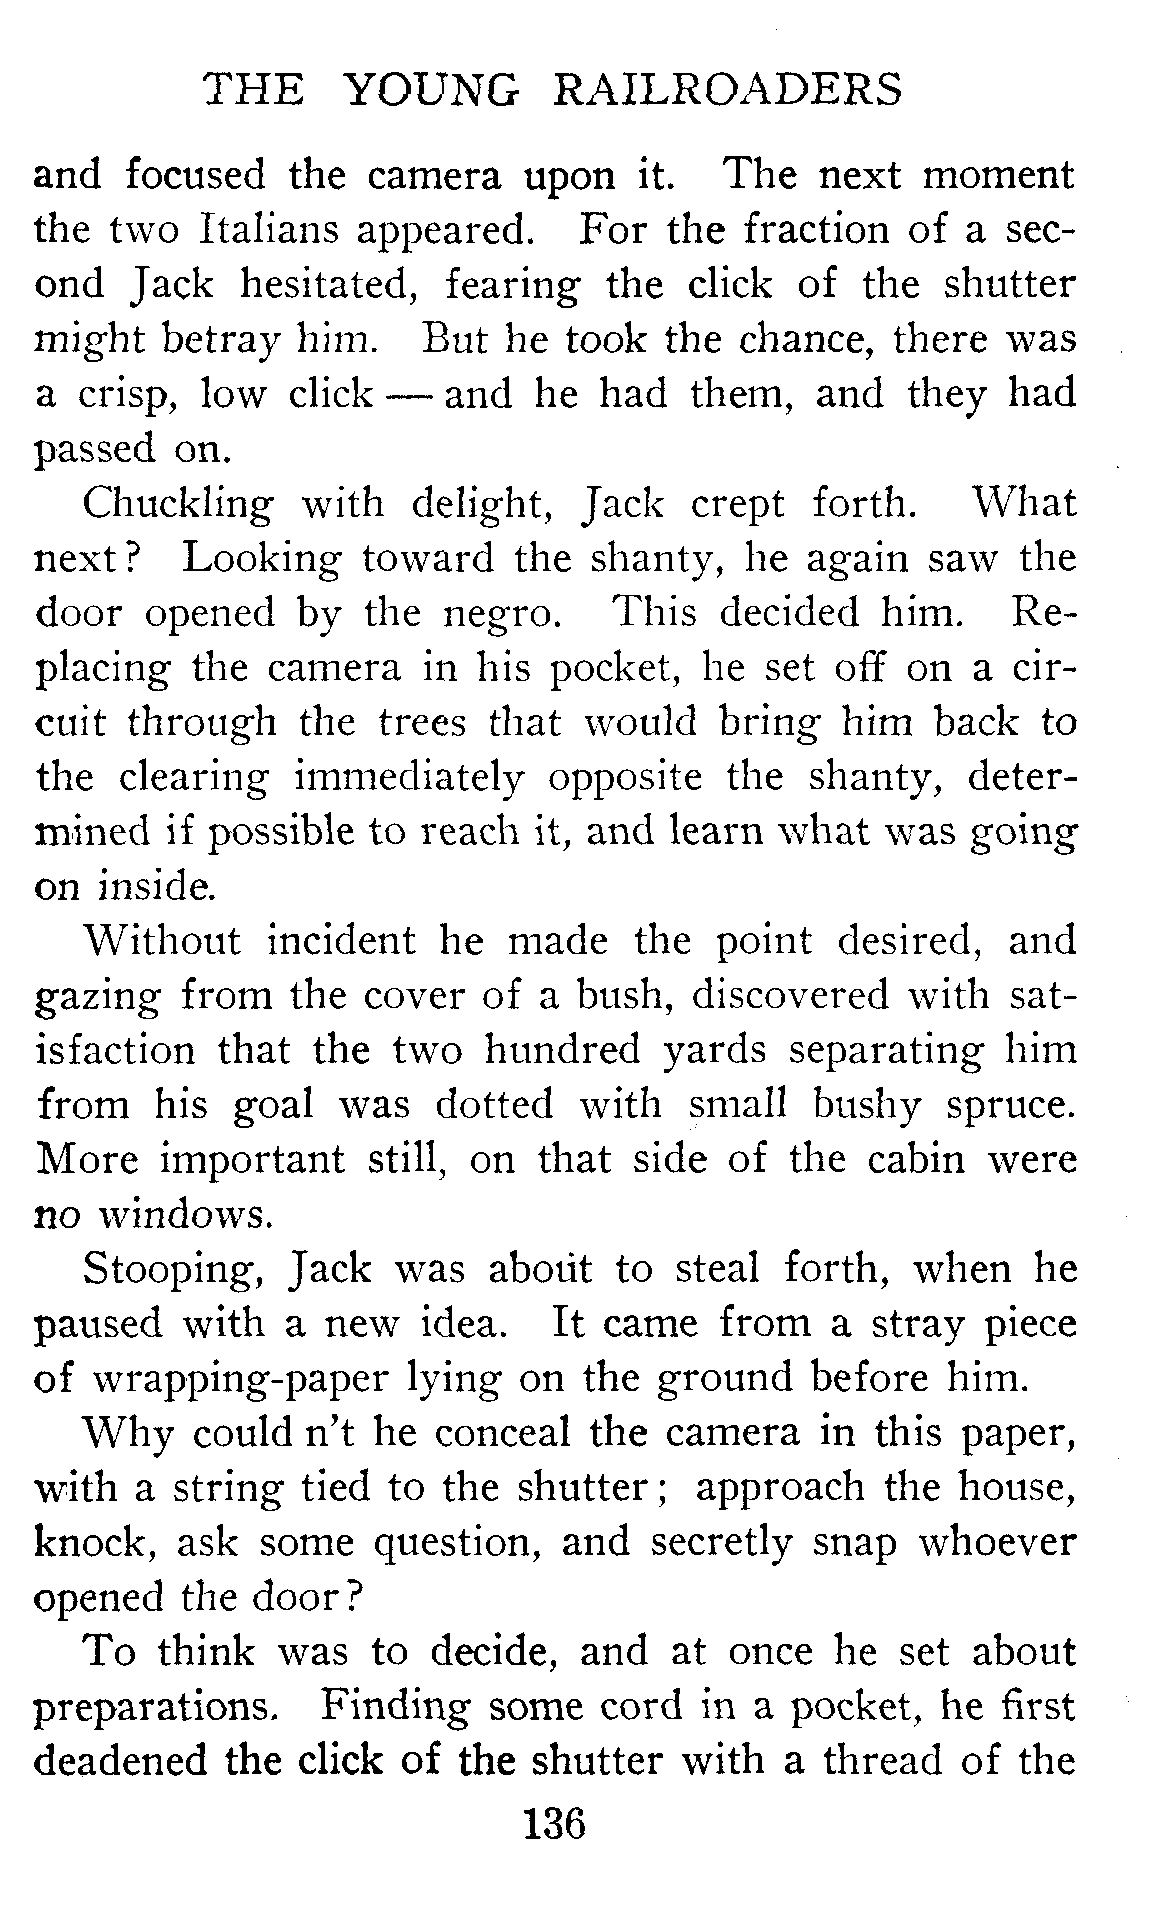 THE YOUNG RAILROADERS
and focused the camera upon it. The next moment
the two Italians appeared. For the fraction of a sec-
ond Jack hesitated, fearing the click of the shutter
might betray him. But he took the chance, there was
a crisp, low click — and he had them, and they had
passed on.
Chuckling with delight, Jack crept forth. What
next? Looking toward the shanty, he again saw the
door opened by the negro. This decided him. Re-
placing the camera in his pocket, he set off on a cir-
cuit through the trees that would bring him back to
the clearing immediately opposite the shanty, deter-
mined if possible to reach it, and learn what was going
on inside.
Without incident he made the point desired, and
gazing from the cover of a bush, discovered with sat-
isfaction that the two hundred yards separating him
from his goal was dotted with small bushy spruce.
More important still, on that side of the cabin were
no windows.
Stooping, Jack was about to steal forth, when he
paused with a new idea. It came from a stray piece
of wrapping-paper lying on the ground before him.
Why could n't he conceal the camera in this paper,
with a string tied to the shutter; approach the house,
knock, ask some question, and secretly snap whoever
opened the door?
To think was to decide, and at once he set about
preparations. Finding some cord in a pocket, he first
deadened the click of the shutter with a thread of the
136